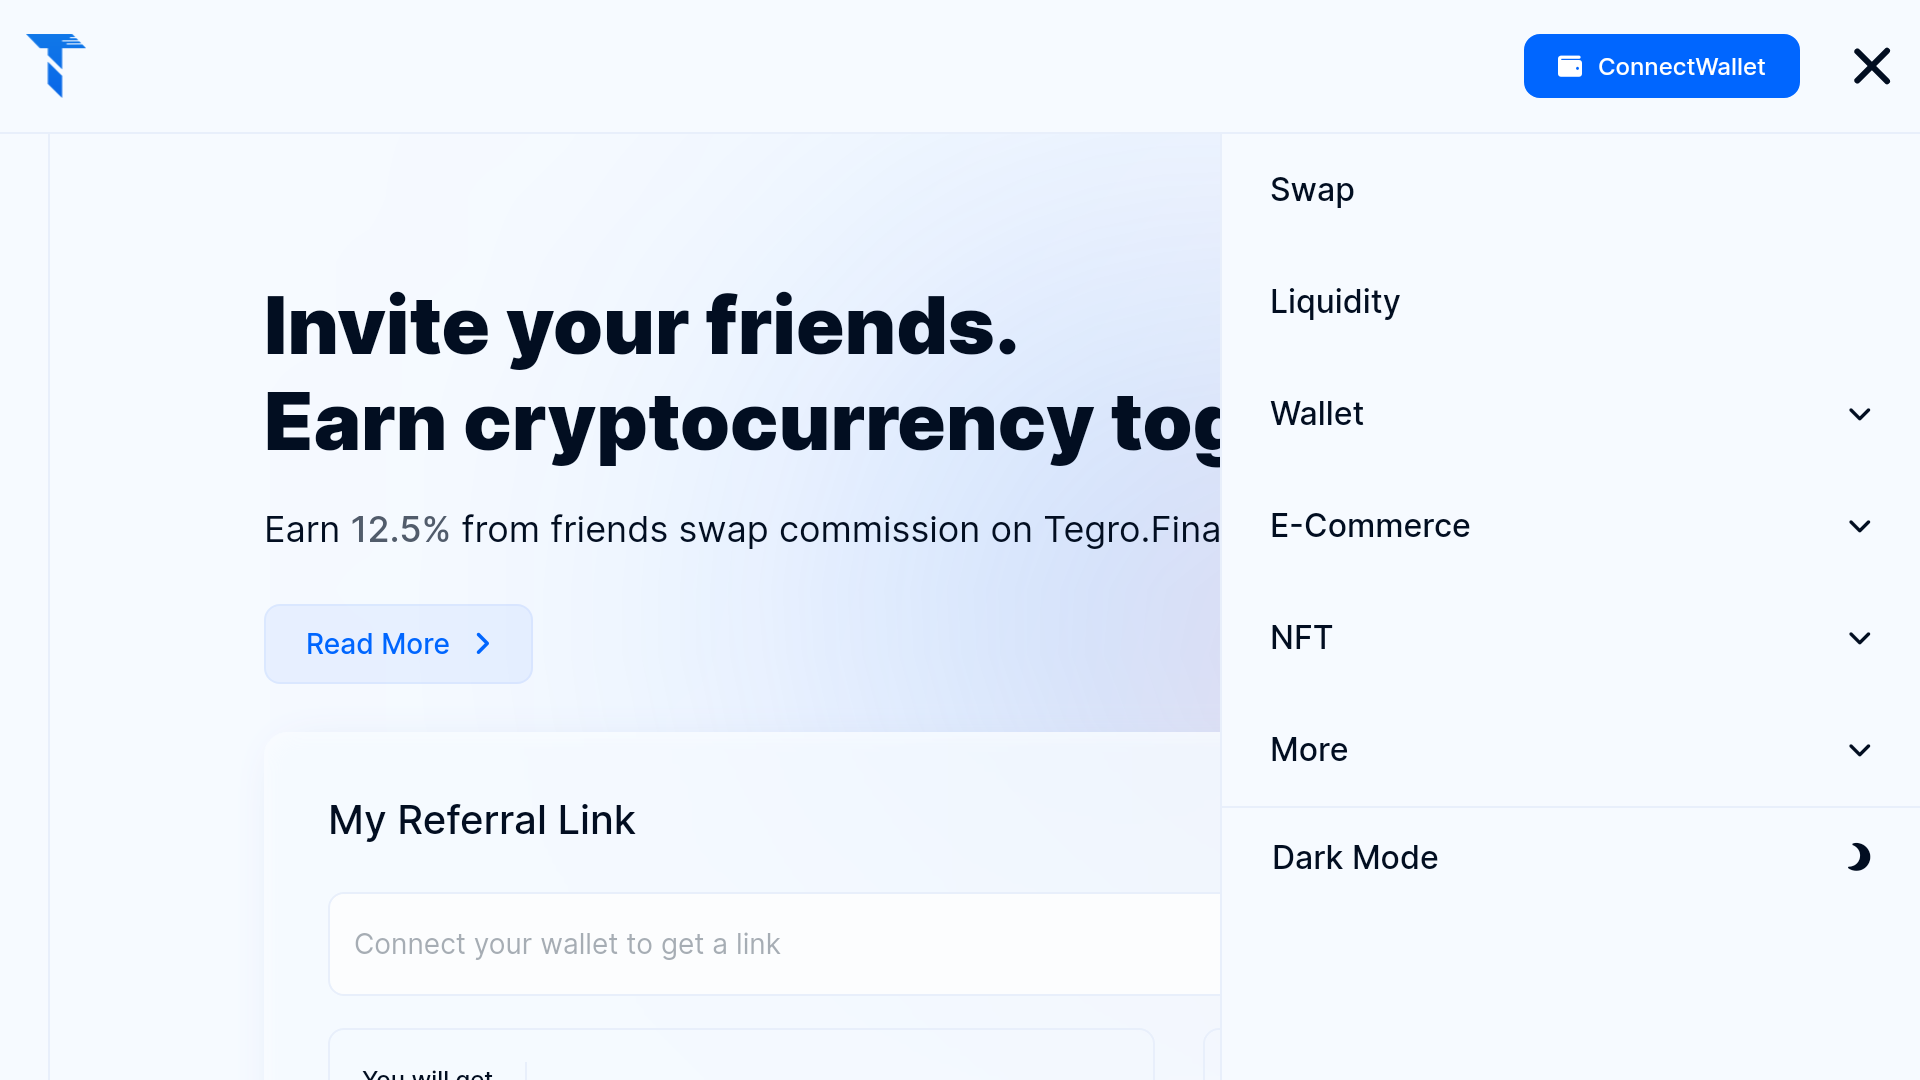 ConnectWallet
Invite your friends.
Earn cryptocurrency tog
Earn 12.5% from friends swap commission on Tegro.Fina
Read More
My Referral Link
Connect your wallet to get a link
You will get
Swap
Liquidity
Wallet
E-Commerce
NFT
More
Dark Mode